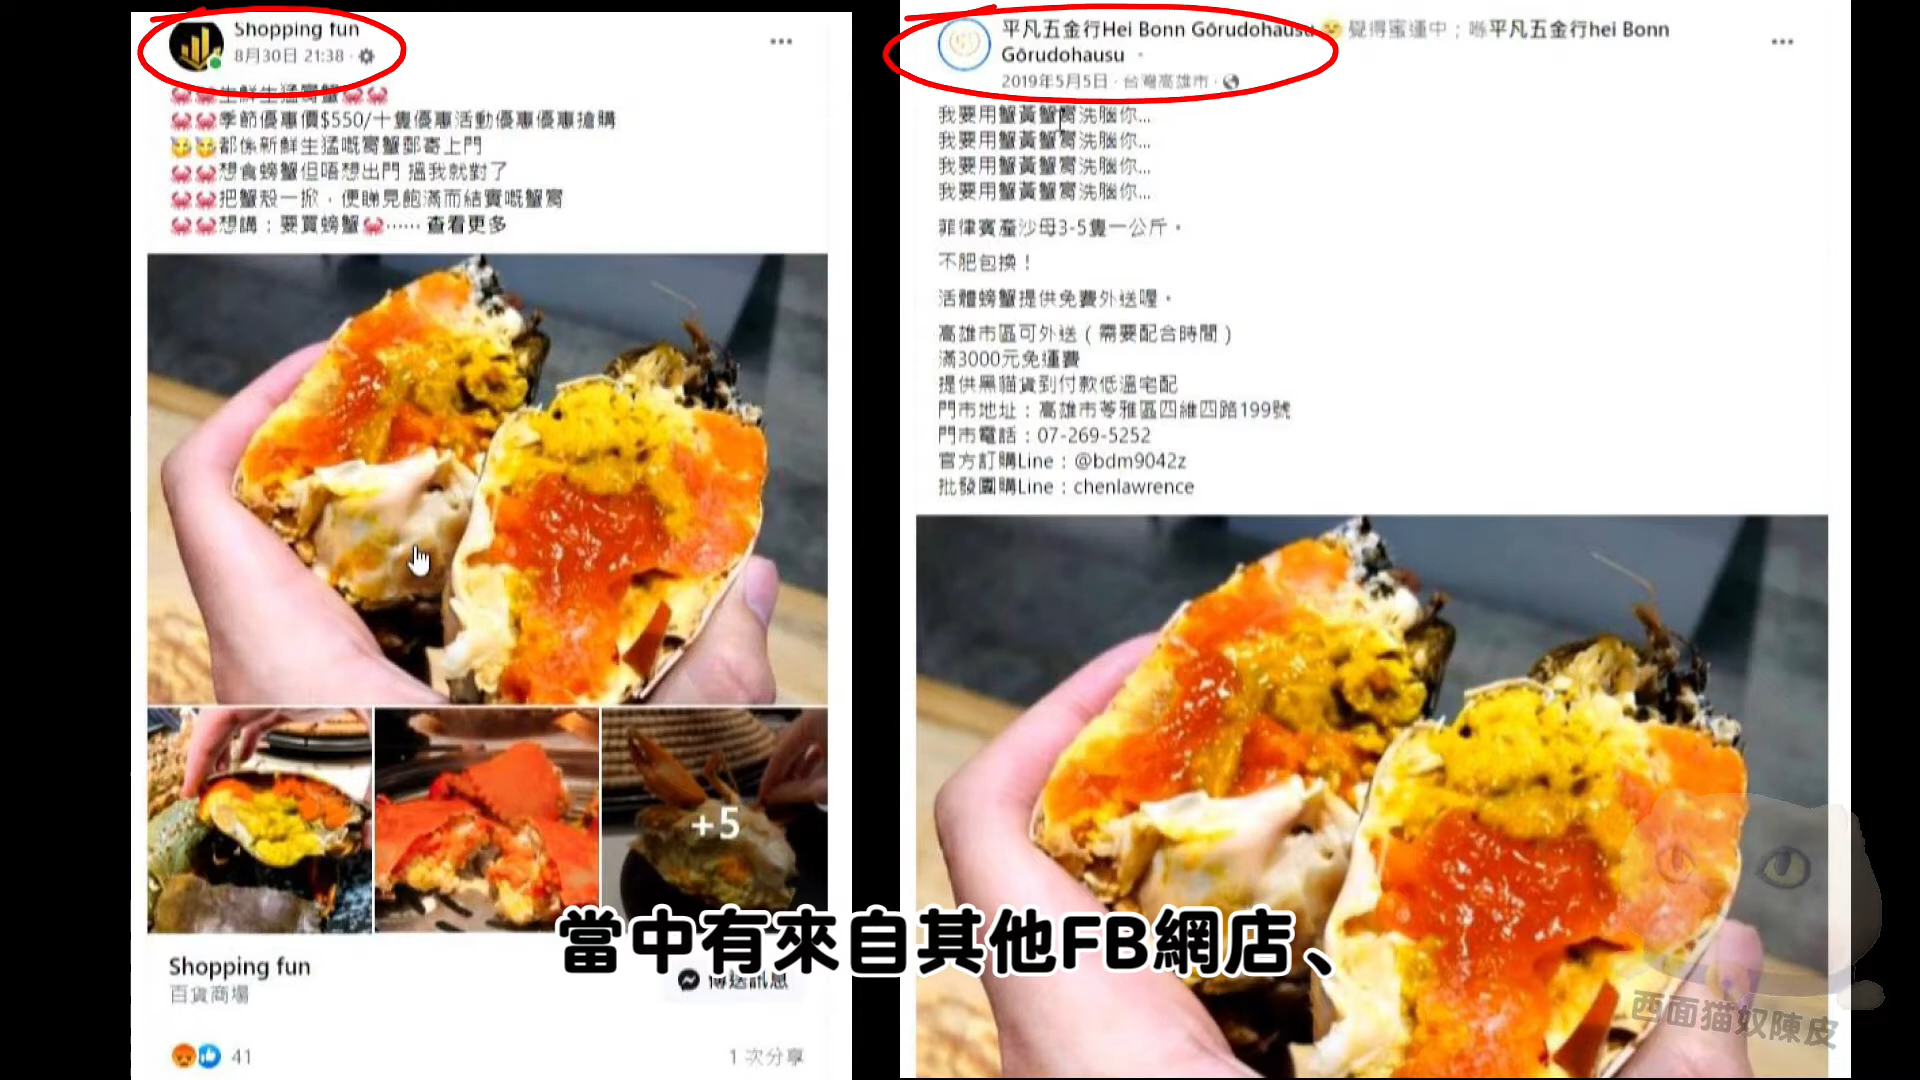 Shopping fun
8月30日 21:38
生鮮生猛膏蟹
季節優惠價$550/十隻優惠活動優惠優惠搶購
都係新鮮生猛嘅膏蟹郵寄上門
想食螃蟹但唔想出門 搵我就對了
把蟹殼一掀，便睇見飽滿而結實嘅蟹膏
想講：要買螃蟹🦀⋯⋯ 查看更多
+5
Shopping fun
百貨商場
傳送訊息
41
1 次分享
平凡五金行Hei Bonn Gōrudohausu 覺得蜜運中；喺平凡五金行hei Bonn
Gōrudohausu
2019年5月5日 · 台灣高雄市
我要用蟹黃蟹膏洗腦你...
我要用蟹黃蟹膏洗腦你...
我要用蟹黃蟹膏洗腦你...
我要用蟹黃蟹膏洗腦你...
菲律賓產沙母3-5隻一公斤。
不肥包換！
活體螃蟹提供免費外送喔。
高雄市區可外送（需要配合時間）
滿3000元免運費
提供黑貓貨到付款低溫宅配
門市地址：高雄市苓雅區四維四路199號
門市電話：07-269-5252
官方訂購Line：@bdm9042z
批發團購Line：chenlawrence
當中有來自其他FB網店、
西面猫奴陳皮